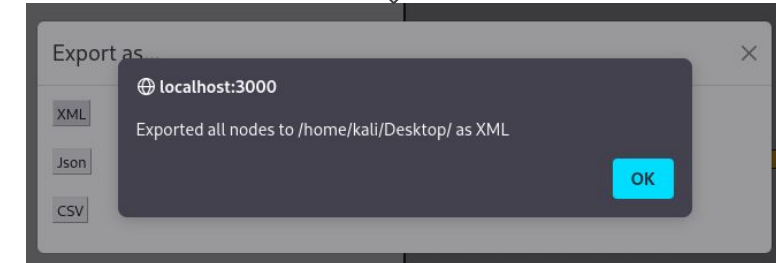 Export as...
localhost:3000
Exported all nodes to /home/kali/Desktop/ as XML
OK
XML
Json
CSV